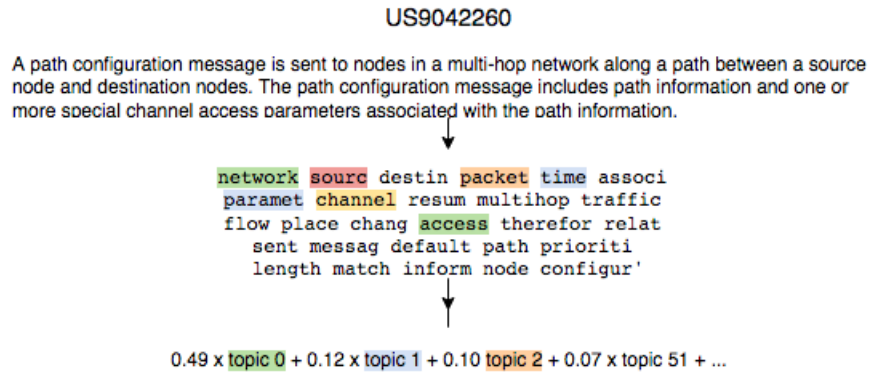 US9042260
A path configuration message is sent to nodes in a multi-hop network along a path between a source
node and destination nodes. The path configuration message includes path information and one or
more special channel access parameters associated with the path information.
network sourc destin packet time associ
paramet channel resum multihop traffic
flow place chang access therefor relat
sent messag default path prioriti
length match inform node configur'
0.49 x topic 0 + 0.12 x topic 1 + 0.10 topic 2 + 0.07 x topic 51 + ...